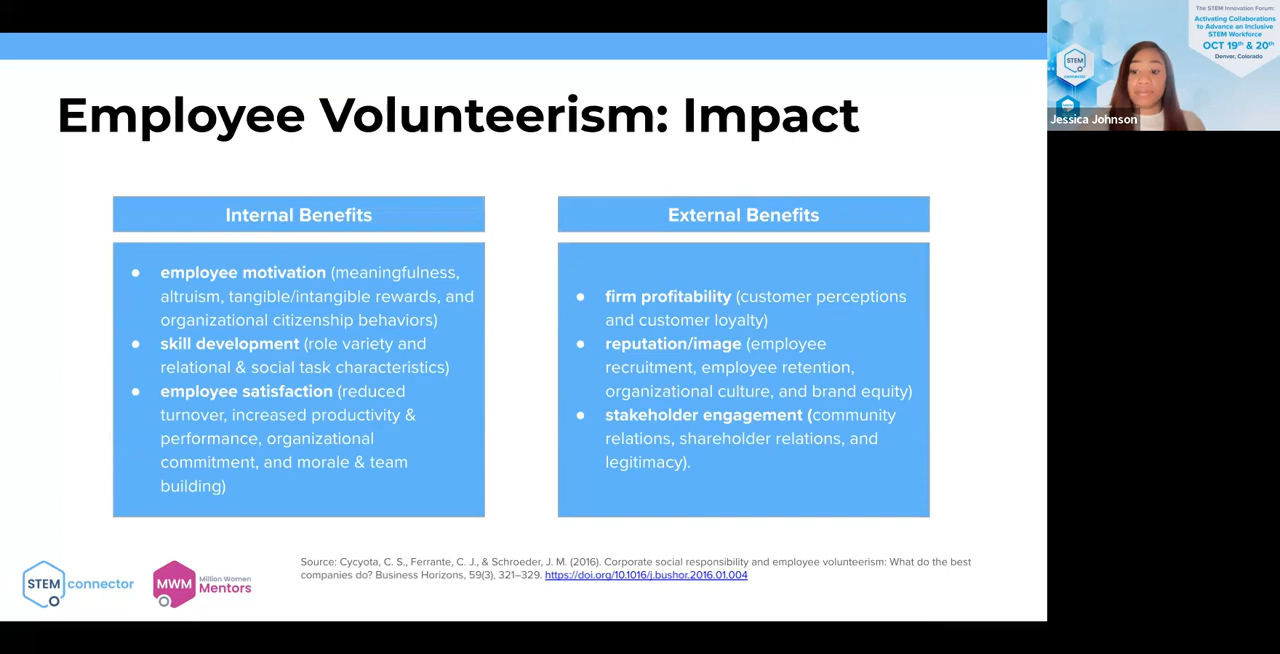 Employee Volunteerism: Impact
Internal Benefits
● employee motivation (meaningfulness,
altruism, tangible/intangible rewards, and
organizational citizenship behaviors)
● skill development (role variety and
relational & social task characteristics)
● employee satisfaction (reduced
turnover, increased productivity &
performance, organizational
commitment, and morale & team
building)
External Benefits
● firm profitability (customer perceptions
and customer loyalty)
● reputation/image (employee
recruitment, employee retention,
organizational culture, and brand equity)
● stakeholder engagement (community
relations, shareholder relations, and
legitimacy).
Source: Cycyota, C. S., Ferrante, C. J., & Schroeder, J. M. (2016). Corporate social responsibility and employee volunteerism: What do the best
companies do? Business Horizons, 59(3), 321–329. https://doi.org/10.1016/j.bushor.2016.01.004
STEM connector
MWM Million Women
Mentors
The STEM Innovation Forum:
Activating Collaborations
to Advance an Inclusive
STEM Workforce
OCT 19th & 20th
Denver, Colorado
STEM
connector
Jessica Johnson